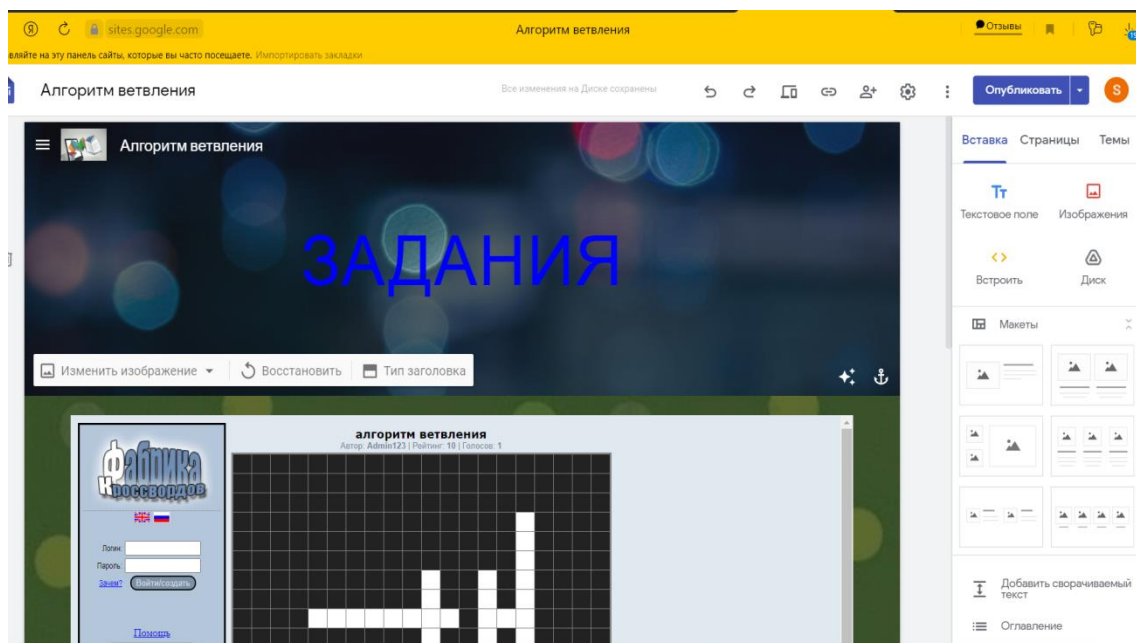 sites.google.com
Алгоритм ветвления
Отзывы
вляйте на эту панель сайты, которые вы часто посещаете. Импортировать закладки
Алгоритм ветвления
Все изменения на Диске сохранены
Опубликовать
S
Алгоритм ветвления
ЗАДАНИЯ
Изменить изображение
Восстановить
Тип заголовка
Вставка Страницы Темы
Текстовое поле
Изображения
Встроить
Диск
Макеты
Добавить сворачиваемый
текст
Оглавление
Фабрика
Кроссвордов
Логин:
Пароль:
Зачем?
Войти/создать
Помощь
алгоритм ветвления
Автор: Admin123 | Рейтинг: 10 | Голосов: 1